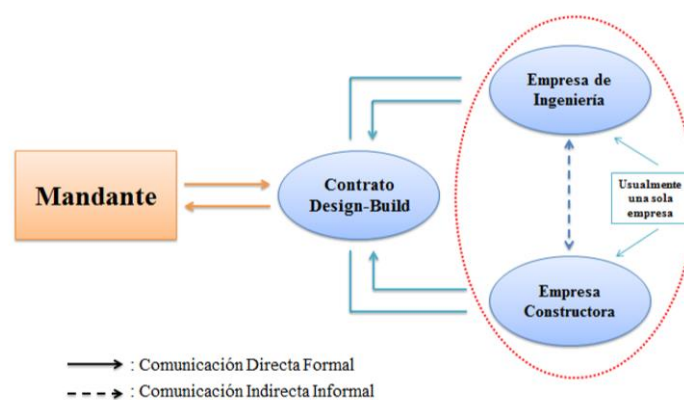 Empresa de
Ingeniería
Mandante
Contrato
Design-Build
Usualmente
una sola
empresa
Empresa
Constructora
: Comunicación Directa Formal
: Comunicación Indirecta Informal